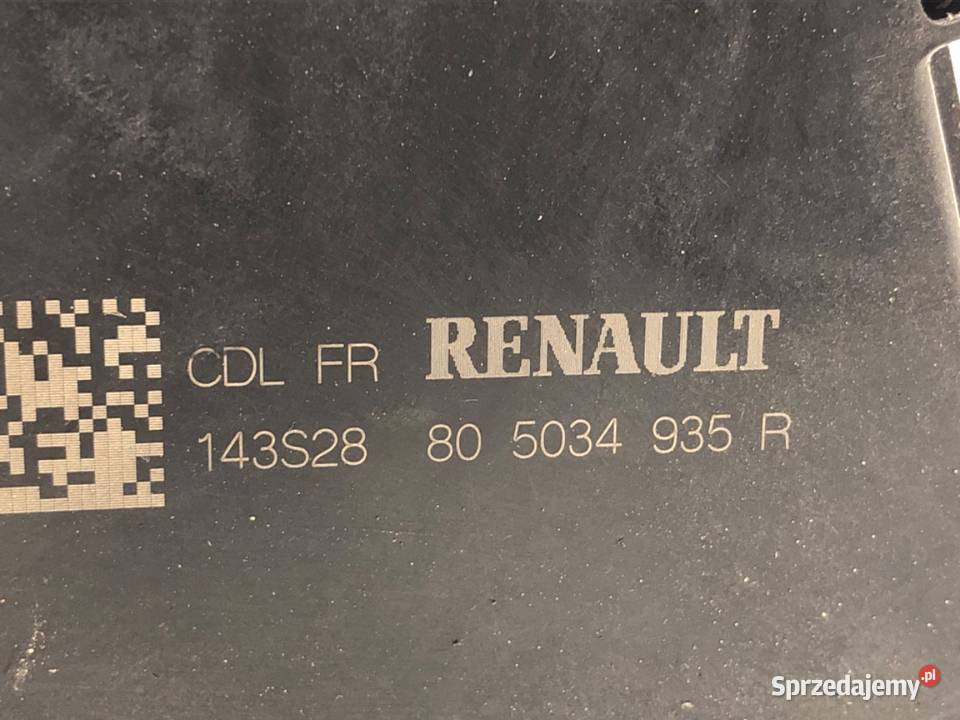 CDL FR RENAULT
143S28 80 5034 935 R
Sprzedajemy.pl